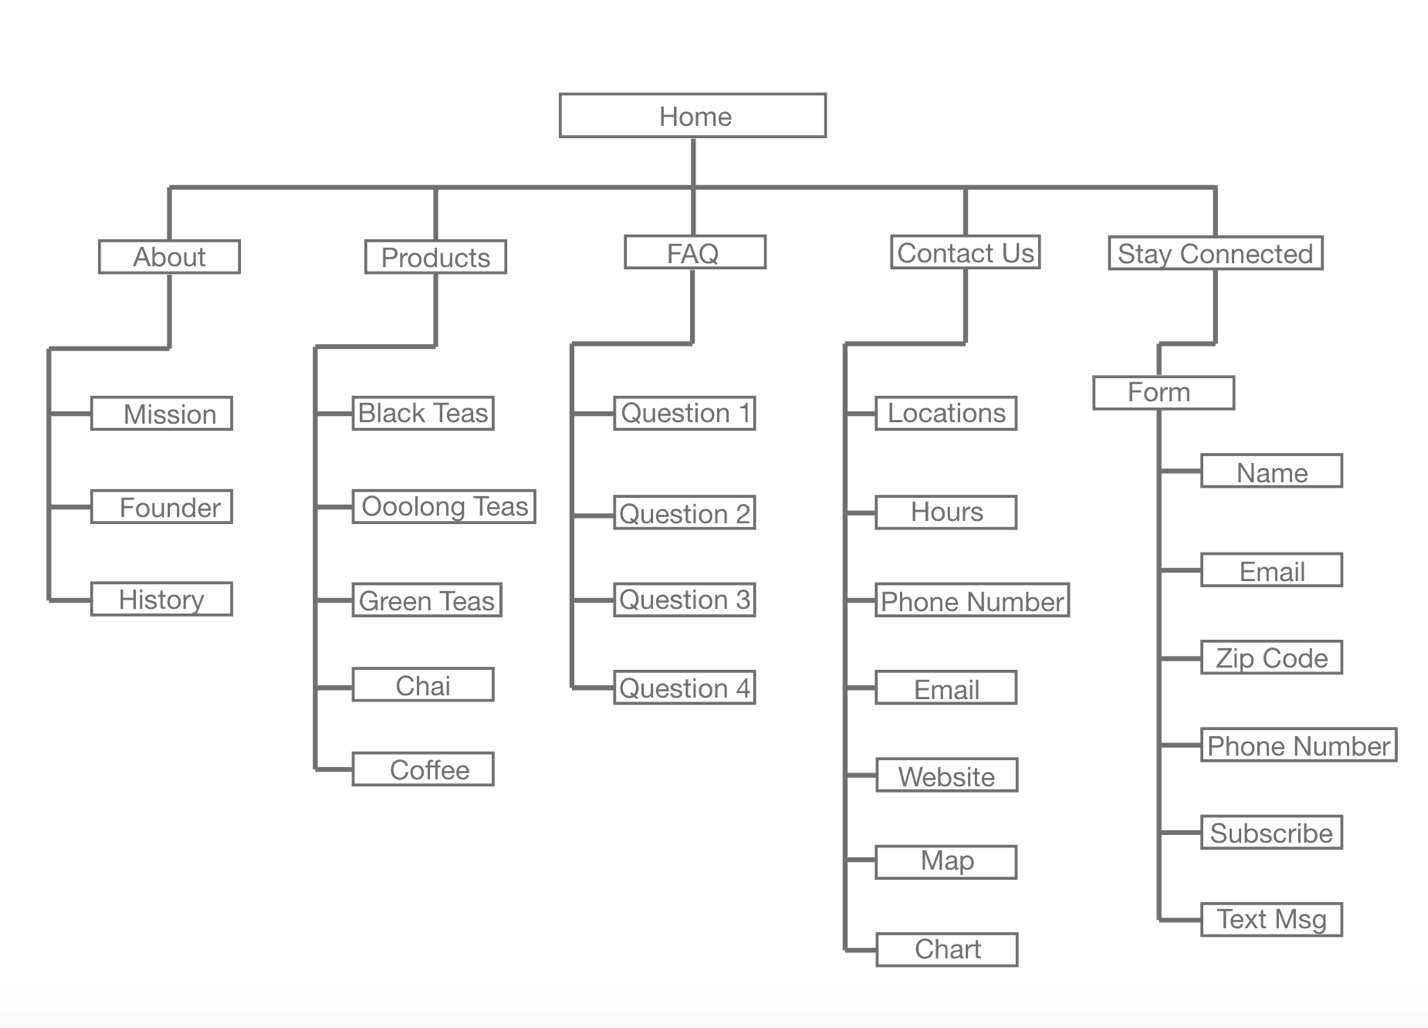 Home
About
Products
FAQ
Contact Us
Stay Connected
Mission
Founder
History
Black Teas
Ooolong Teas
Green Teas
Chai
Coffee
Question 1
Question 2
Question 3
Question 4
Locations
Hours
Phone Number
Email
Website
Map
Chart
Form
Name
Email
Zip Code
Phone Number
Subscribe
Text Msg